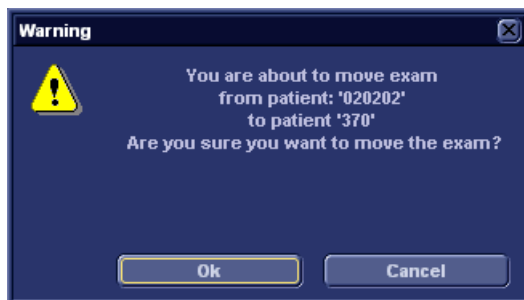 Warning
You are about to move exam
from patient: '020202'
to patient '370'
Are you sure you want to move the exam?
Ok
Cancel